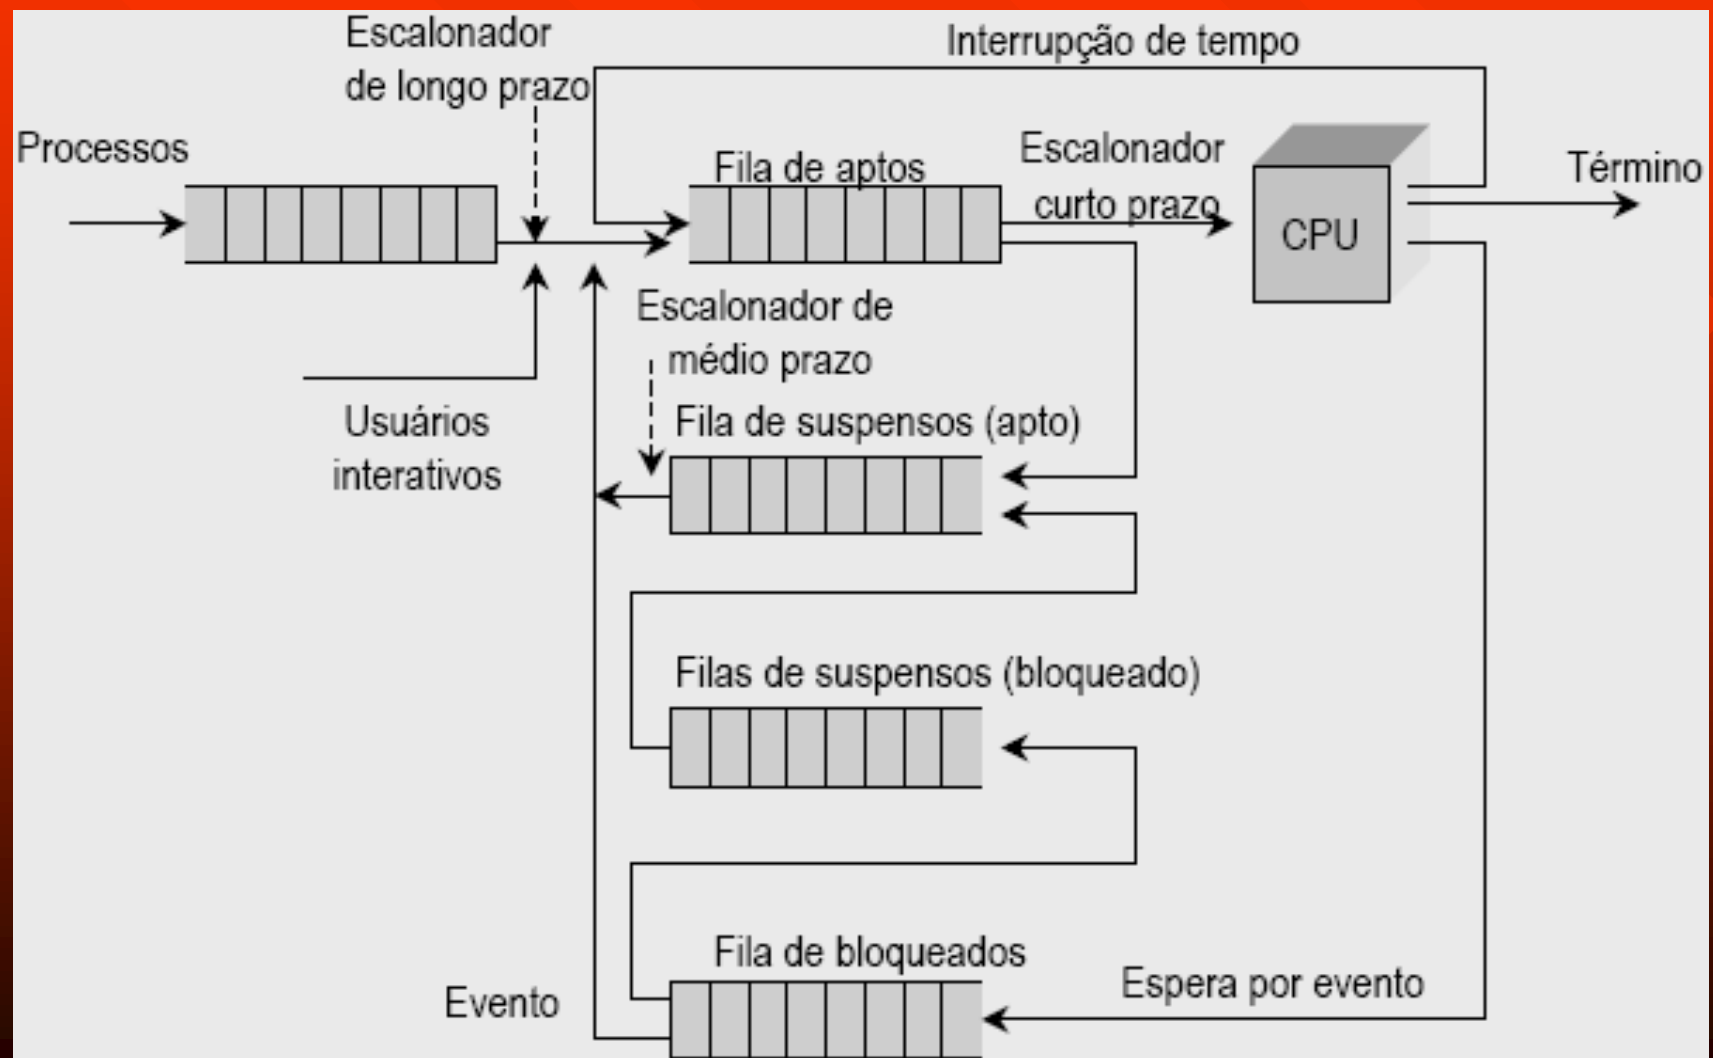 Escalonador
de longo prazo
Interrupção de tempo
Processos
Fila de aptos
Escalonador
curto prazo
Término
CPU
Escalonador de
médio prazo
Usuários
interativos
Fila de suspensos (apto)
Filas de suspensos (bloqueado)
Fila de bloqueados
Evento
Espera por evento